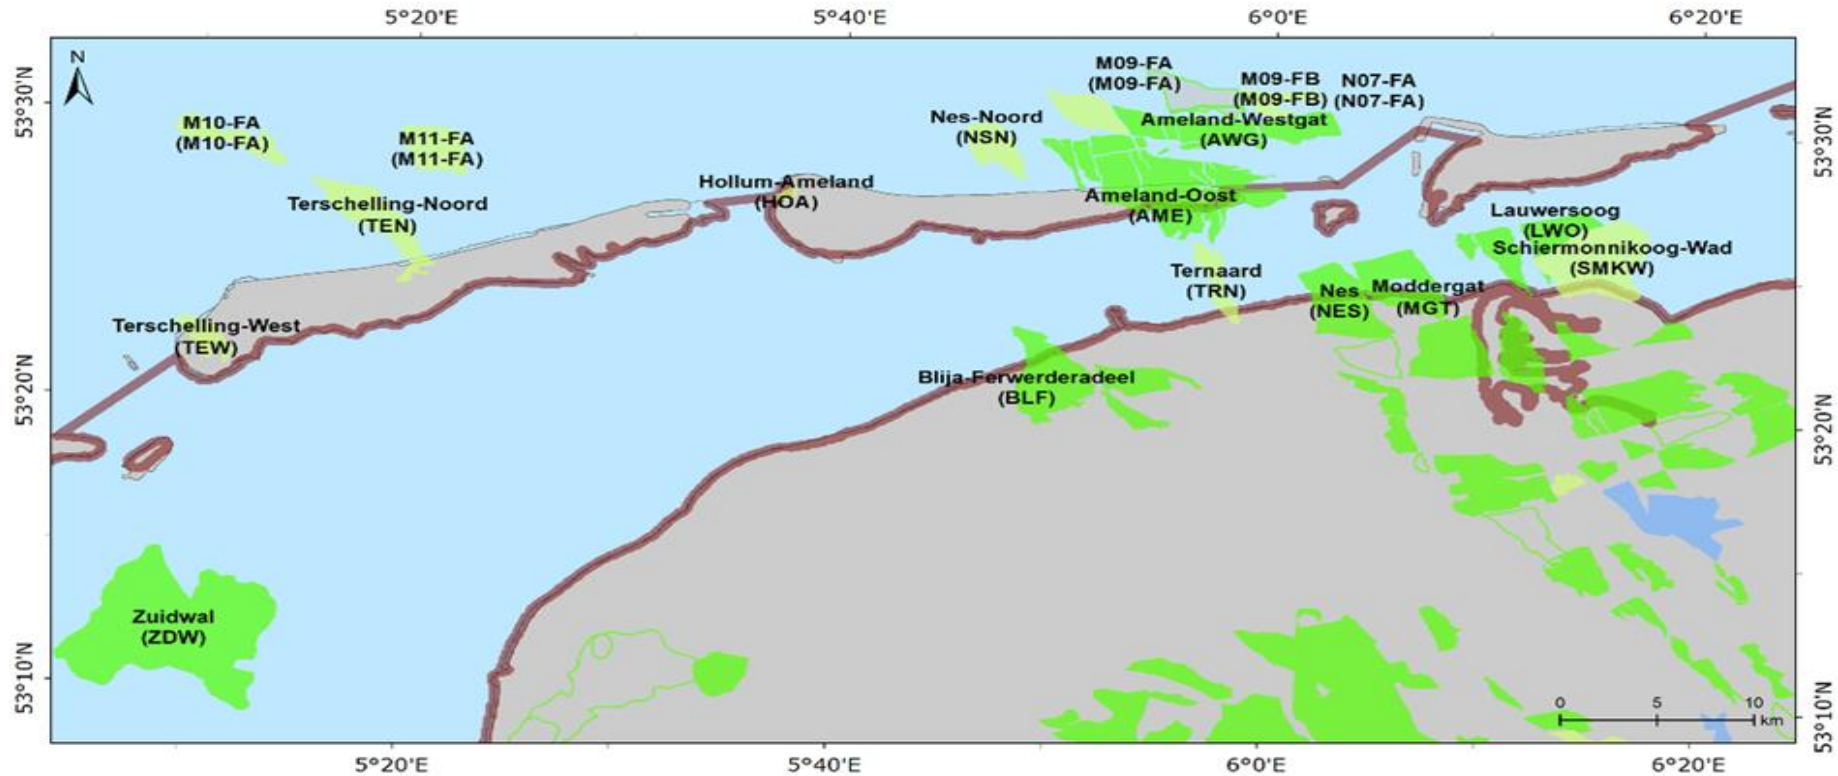 5°20'E 5°40'E 6°0'E 6°20'E
N
53°30'N
53°20'N
53°10'N
M10-FA
(M10-FA)
M11-FA
(M11-FA)
Terschelling-Noord
(TEN)
Terschelling-West
(TEW)
Hollum-Ameland
(HOA)
Nes-Noord
(NSN)
M09-FA
(M09-FA)
M09-FB
(M09-FB)
N07-FA
(N07-FA)
Ameland-Westgat
(AWG)
Ameland-Oost
(AME)
Ternaard
(TRN)
Lauwersoog
(LWO)
Schiermonnikoog-Wad
(SMKW)
Nes
(NES)
Moddergat
(MGT)
Blija-Ferwerderadeel
(BLF)
Zuidwal
(ZDW)
53°30'N
53°20'N
53°10'N
0 5 10
km
5°20'E 5°40'E 6°0'E 6°20'E